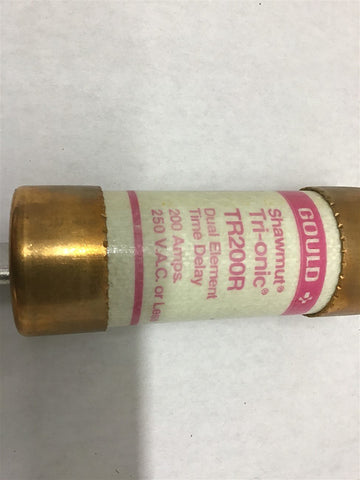 GOULD
Shawmut®
Tri-onic®
TR200R
Dual Element
Time Delay
200 Amps.
250 V.A.C. or Less